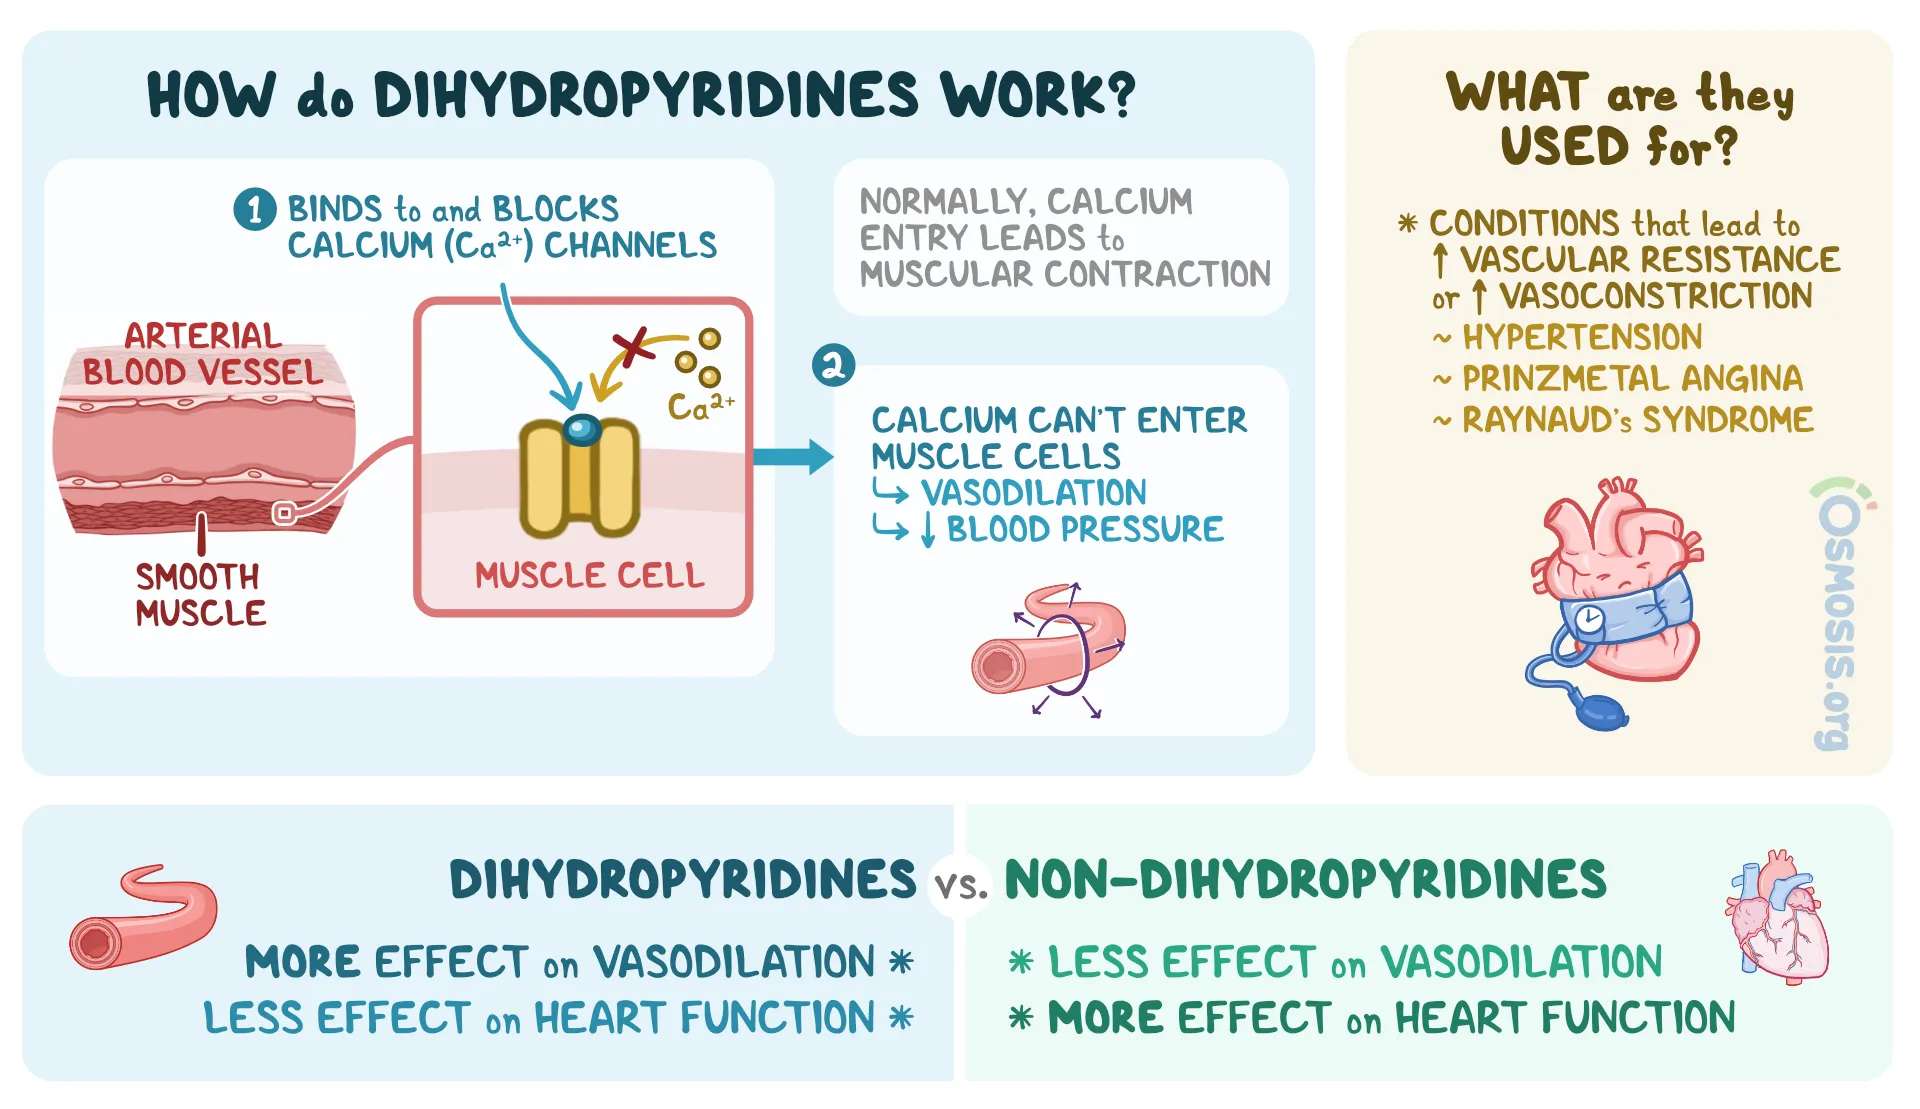 HOW do DIHYDROPYRIDINES WORK?
1 BINDS to and BLOCKS
CALCIUM (Ca²⁺) CHANNELS
ARTERIAL
BLOOD VESSEL
SMOOTH
MUSCLE
Ca²⁺
MUSCLE CELL
NORMALLY, CALCIUM
ENTRY LEADS to
MUSCULAR CONTRACTION
2
CALCIUM CAN'T ENTER
MUSCLE CELLS
↳ VASODILATION
↳ ↓ BLOOD PRESSURE
WHAT are they
USED for?
* CONDITIONS that lead to
↑ VASCULAR RESISTANCE
or ↑ VASOCONSTRICTION
~ HYPERTENSION
~ PRINZMETAL ANGINA
~ RAYNAUD's SYNDROME
OSMOSIS.org
DIHYDROPYRIDINES vs. NON-DIHYDROPYRIDINES
MORE EFFECT on VASODILATION *
LESS EFFECT on HEART FUNCTION *
* LESS EFFECT on VASODILATION
* MORE EFFECT on HEART FUNCTION